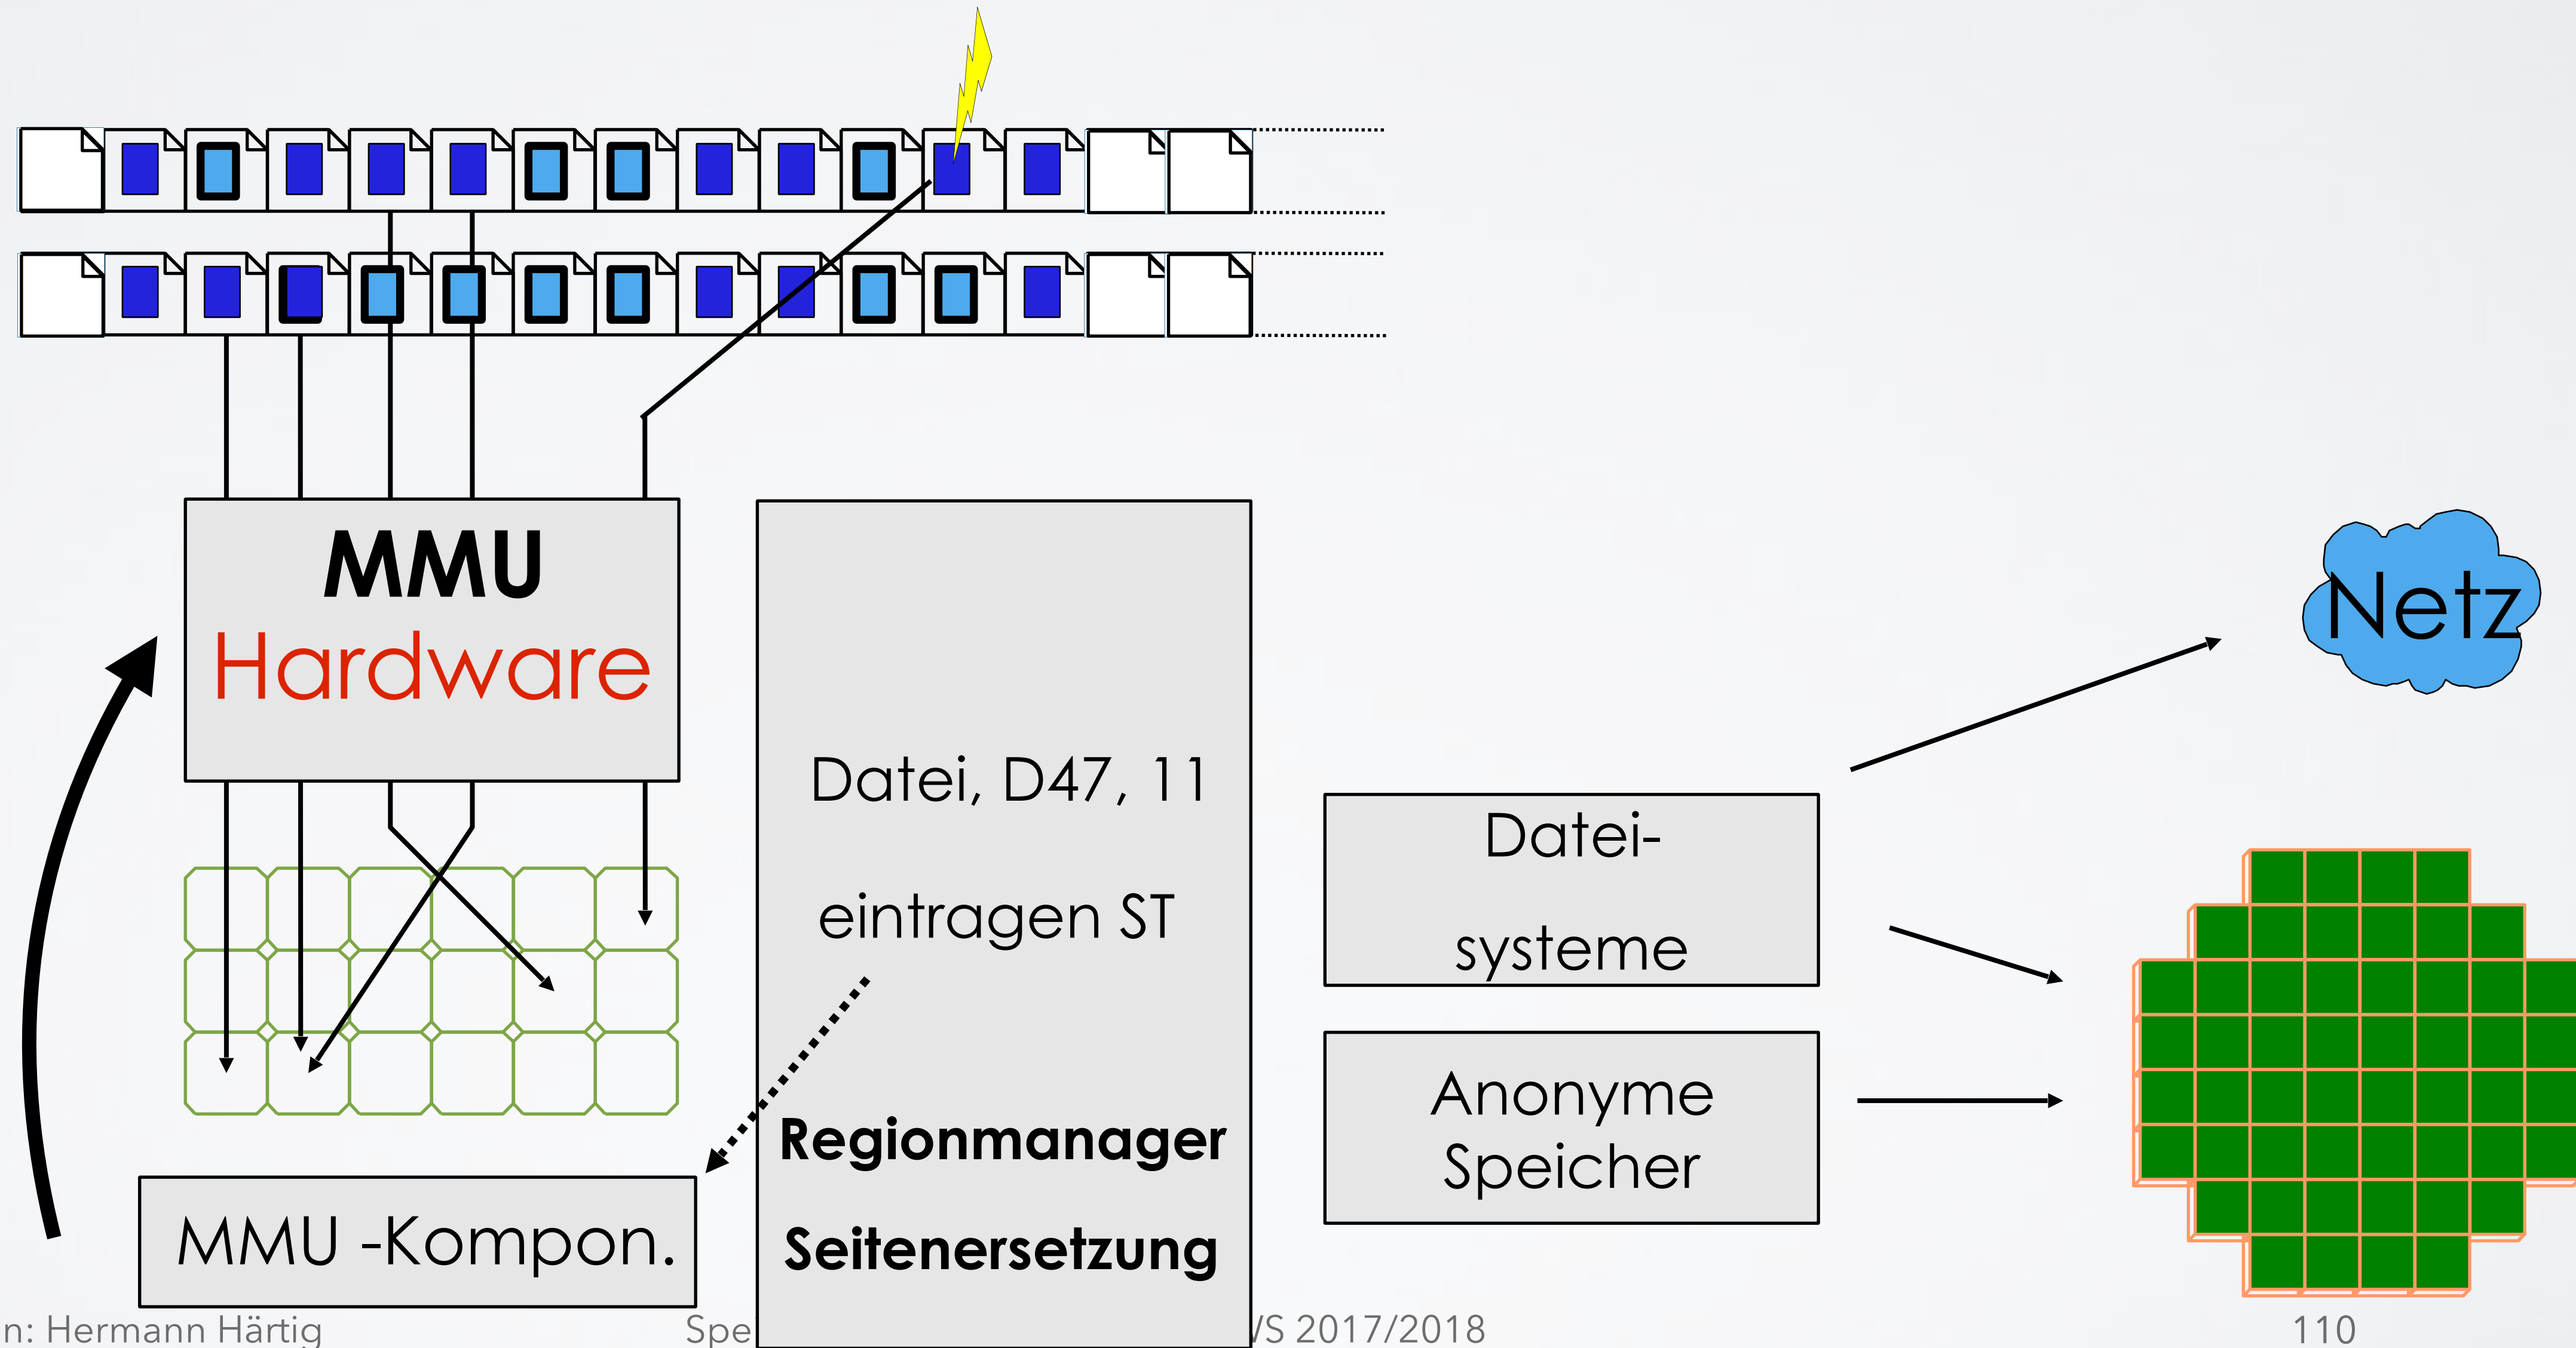 MMU
Hardware
Netz
Datei, D47, 11
eintragen ST
Regionmanager
Seitenersetzung
Datei-
systeme
Anonyme
Speicher
MMU -Kompon.
n: Hermann Härtig
Spe
WS 2017/2018
110